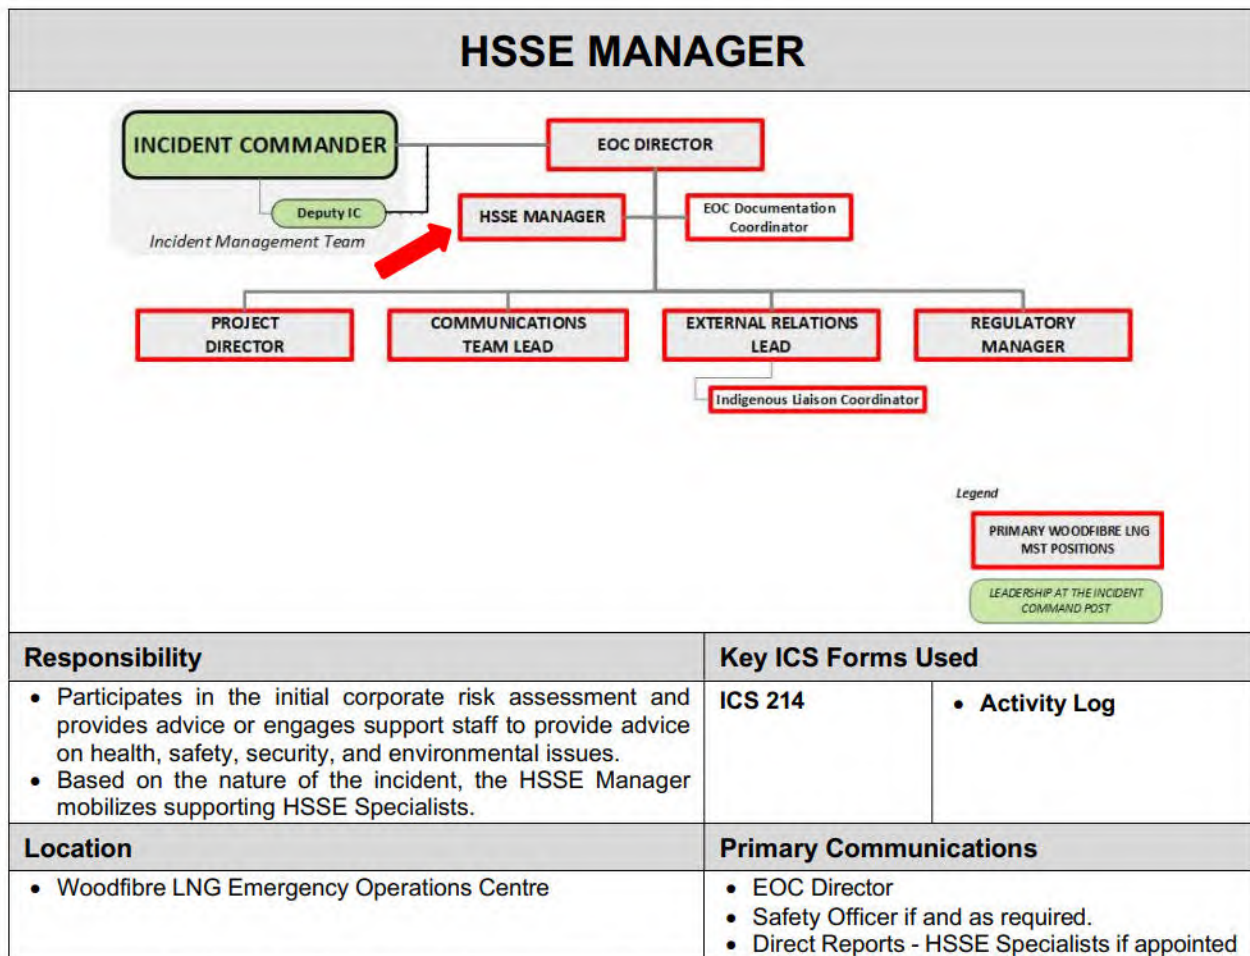 HSSE MANAGER
INCIDENT COMMANDER
EOC DIRECTOR
Deputy IC
Incident Management Team
HSSE MANAGER
EOC Documentation
Coordinator
PROJECT
DIRECTOR
COMMUNICATIONS
TEAM LEAD
EXTERNAL RELATIONS
LEAD
REGULATORY
MANAGER
Indigenous Liaison Coordinator
Legend
PRIMARY WOODFIBRE LNG
MST POSITIONS
LEADERSHIP AT THE INCIDENT
COMMAND POST
Responsibility
• Participates in the initial corporate risk assessment and
provides advice or engages support staff to provide advice
on health, safety, security, and environmental issues.
• Based on the nature of the incident, the HSSE Manager
mobilizes supporting HSSE Specialists.
Key ICS Forms Used
ICS 214
• Activity Log
Location
• Woodfibre LNG Emergency Operations Centre
Primary Communications
• EOC Director
• Safety Officer if and as required.
• Direct Reports - HSSE Specialists if appointed